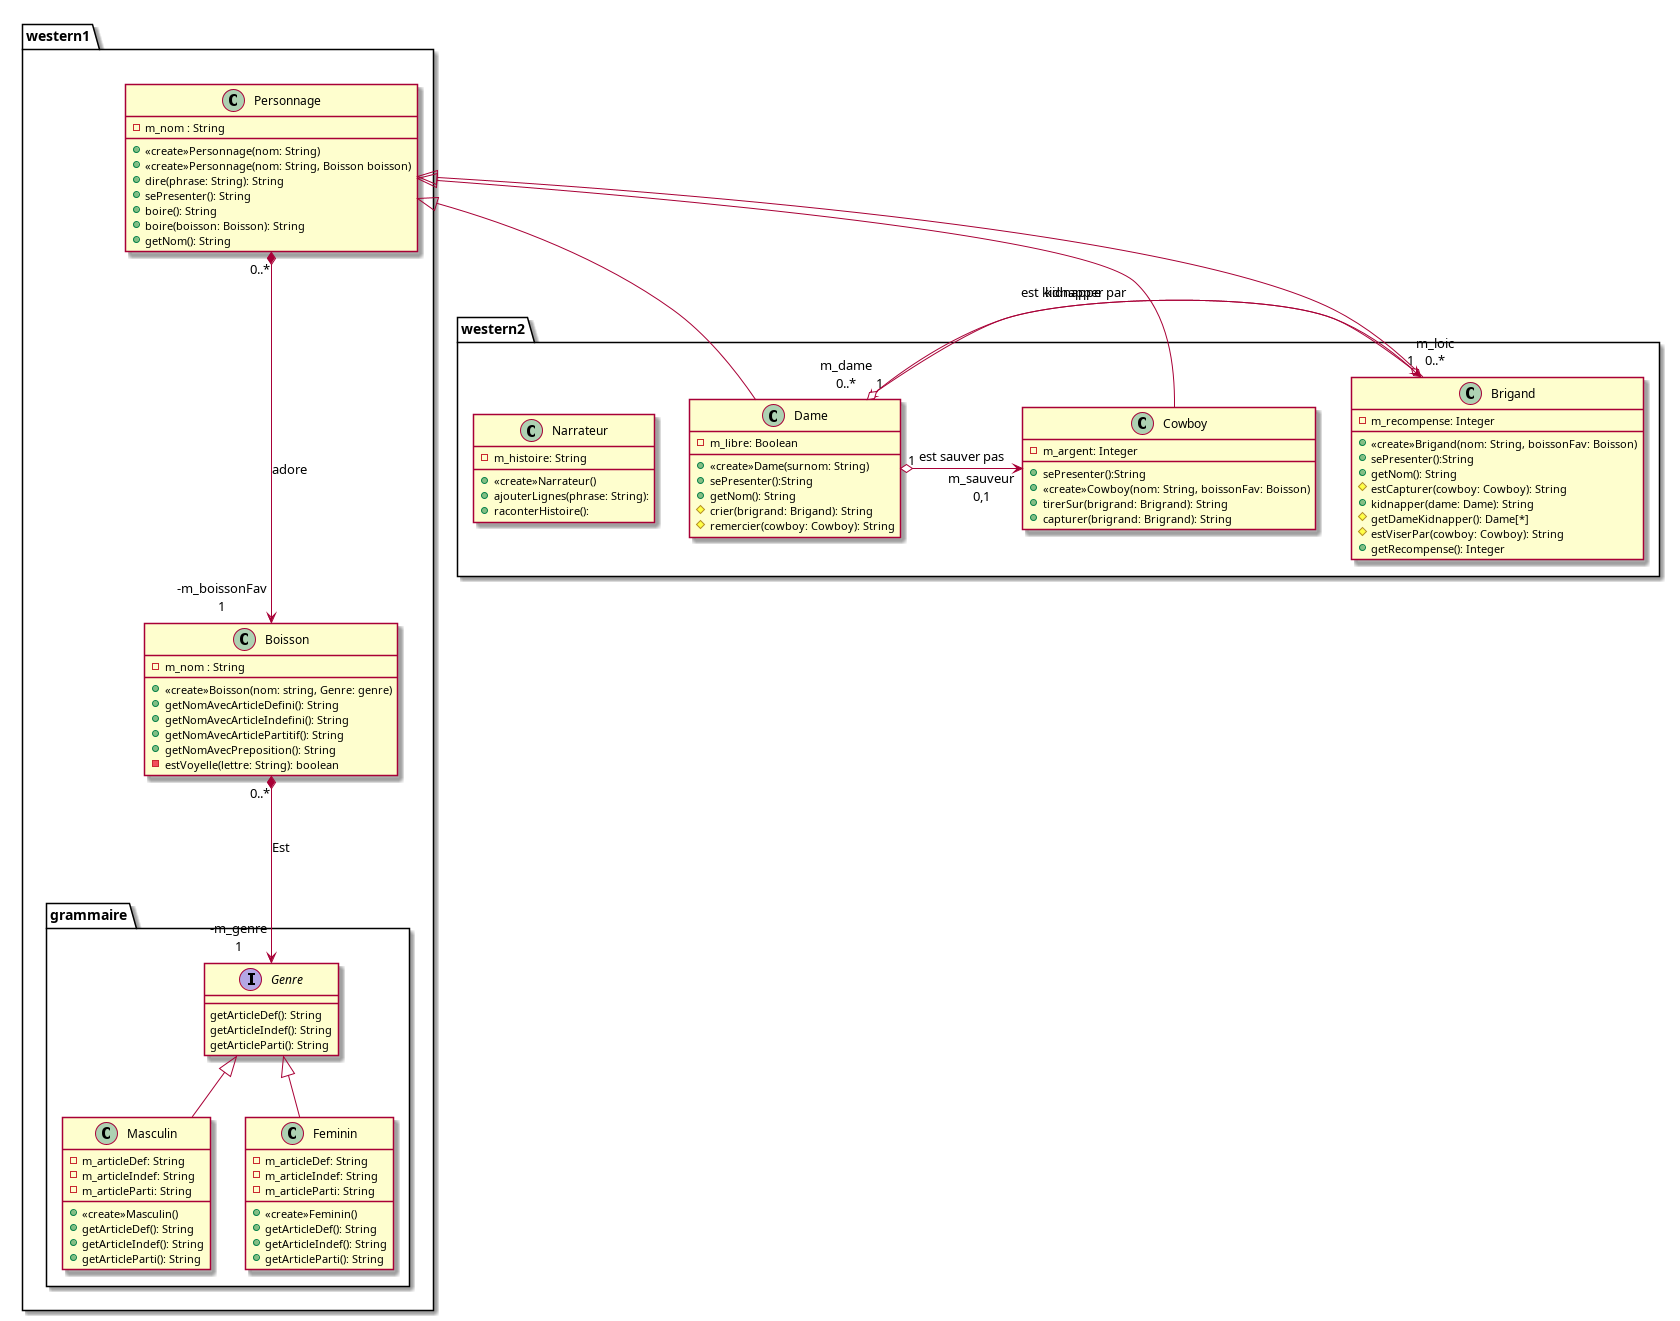 western1
Personnage
m_nom : String
«create»Personnage(nom: String)
«create»Personnage(nom: String, Boisson boisson)
dire(phrase: String): String
sePresenter(): String
boire(): String
boire(boisson: Boisson): String
getNom(): String
0..*
adore
-m_boissonFav
1
Boisson
m_nom : String
«create»Boisson(nom: string, Genre: genre)
getNomAvecArticleDefini(): String
getNomAvecArticleIndefini(): String
getNomAvecArticlePartitif(): String
getNomAvecPreposition(): String
estVoyelle(lettre: String): boolean
0..*
Est
grammaire
-m_genre
1
I Genre
getArticleDef(): String
getArticleIndef(): String
getArticleParti(): String
C Masculin
m_articleDef: String
m_articleIndef: String
m_articleParti: String
«create»Masculin()
getArticleDef(): String
getArticleIndef(): String
getArticleParti(): String
C Feminin
m_articleDef: String
m_articleIndef: String
m_articleParti: String
«create»Feminin()
getArticleDef(): String
getArticleIndef(): String
getArticleParti(): String
western2
est kidnapper par
kidnappe
m_dame
0..*
1
m_loic
0..*
1
C Narrateur
m_histoire: String
«create»Narrateur()
ajouterLignes(phrase: String):
raconterHistoire():
C Dame
m_libre: Boolean
«create»Dame(surnom: String)
sePresenter():String
getNom(): String
crier(brigrand: Brigand): String
remercier(cowboy: Cowboy): String
1
est sauver pas
m_sauveur
0,1
C Cowboy
m_argent: Integer
sePresenter():String
«create»Cowboy(nom: String, boissonFav: Boisson)
tirerSur(brigrand: Brigrand): String
capturer(brigrand: Brigrand): String
C Brigand
m_recompense: Integer
«create»Brigand(nom: String, boissonFav: Boisson)
sePresenter():String
getNom(): String
estCapturer(cowboy: Cowboy): String
kidnapper(dame: Dame): String
getDameKidnapper(): Dame[*]
estViserPar(cowboy: Cowboy): String
getRecompense(): Integer